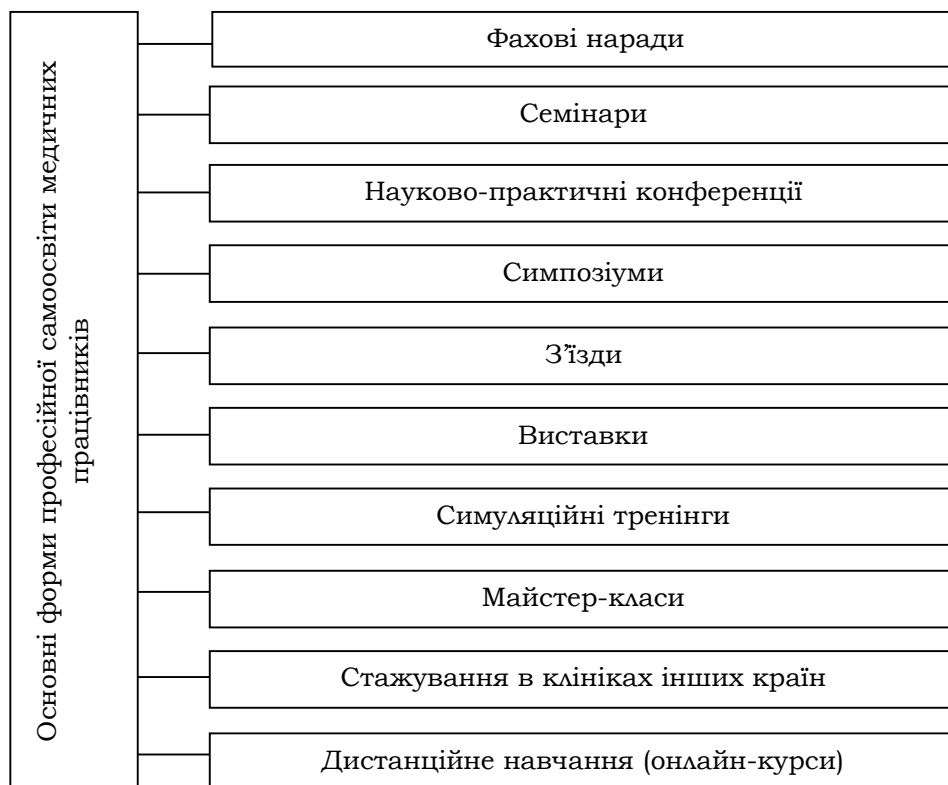 Основні форми професійної самоосвіти медичних
працівників
Фахові наради
Семінари
Науково-практичні конференції
Симпозіуми
З’їзди
Виставки
Симуляційні тренінги
Майстер-класи
Стажування в клініках інших країн
Дистанційне навчання (онлайн-курси)